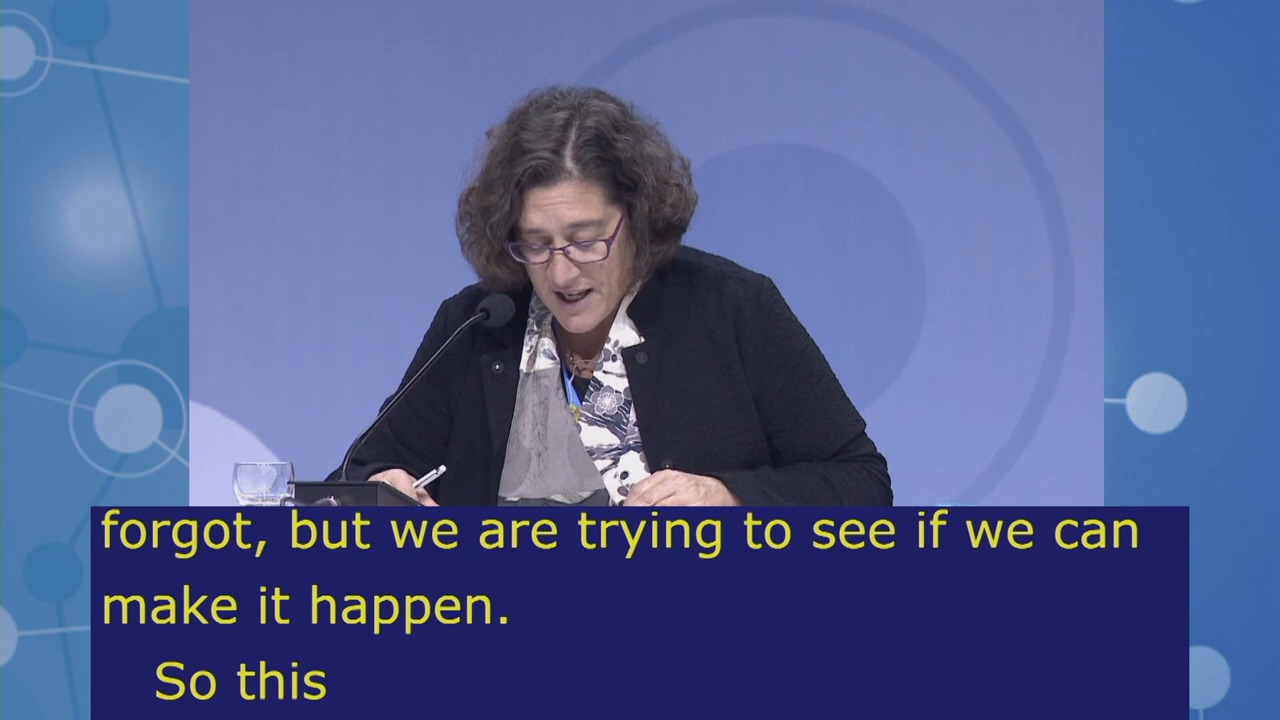 forgot, but we are trying to see if we can
make it happen.
So this